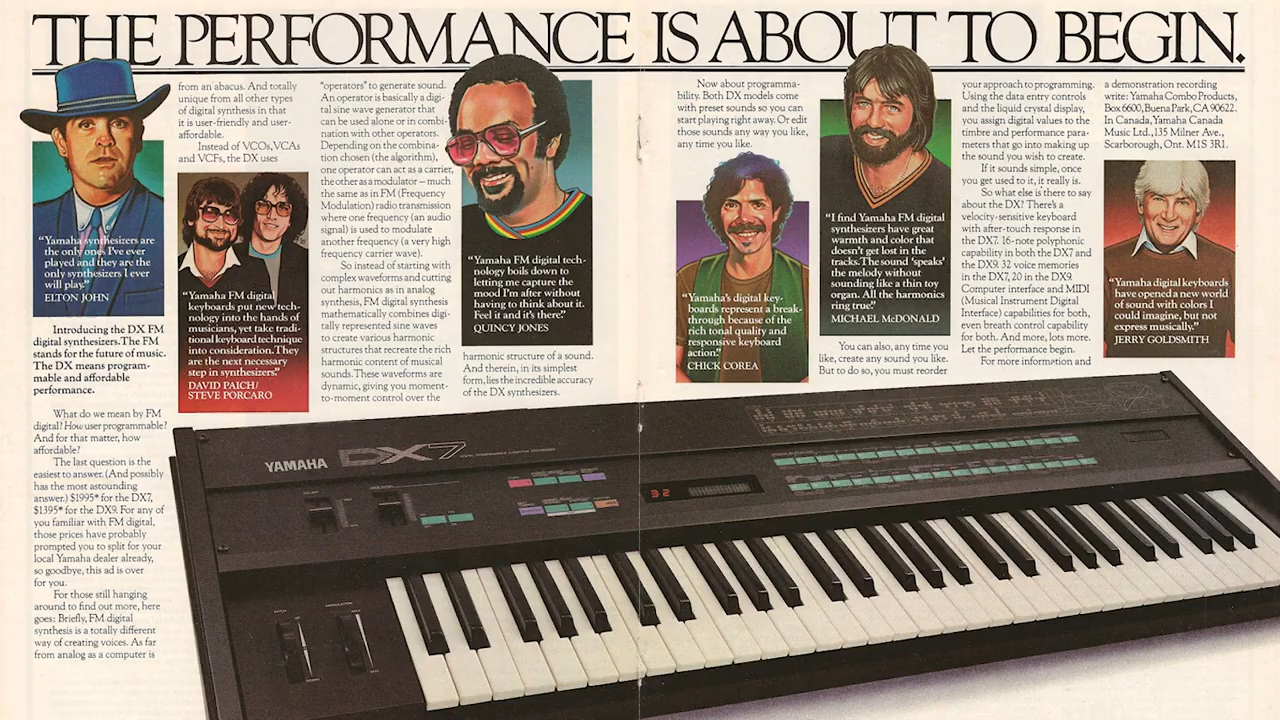 THE PERFORMANCE IS ABOUT TO BEGIN.
"Yamaha synthesizers are
the only ones I've ever
played and they are the
only synthesizers I ever
will play."
ELTON JOHN
Introducing the DX FM
digital synthesizers. The FM
stands for the future of music.
The DX means program-
mable and affordable
performance.
What do we mean by FM
digital? How user programmable?
And for that matter, how
affordable?
The last question is the
easiest to answer. (And possibly
has the most astounding
answer.) $1995* for the DX7,
$1395* for the DX9. For any of
you familiar with FM digital,
those prices have probably
prompted you to split for your
local Yamaha dealer already,
so goodbye, this ad is over
for you.
For those still hanging
around to find out more, here
goes: Briefly, FM digital
synthesis is a totally different
way of creating voices. As far
from analog as a computer is
from an abacus. And totally
unique from all other types
of digital synthesis in that
it is user-friendly and user-
affordable.
Instead of VCOs, VCAs
and VCFs, the DX uses
"Yamaha FM digital
keyboards put new tech-
nology into the hands of
musicians, yet take tradi-
tional keyboard technique
into consideration. They
are the next necessary
step in synthesizers."
DAVID PAICH/
STEVE PORCARO
"operators" to generate sound.
An operator is basically a digi-
tal sine wave generator that
can be used alone or in combi-
nation with other operators.
Depending on the combina-
tion chosen (the algorithm),
one operator can act as a carrier,
the other as a modulator – much
the same as in FM (Frequency
Modulation) radio transmission
where one frequency (an audio
signal) is used to modulate
another frequency (a very high
frequency carrier wave).
So instead of starting with
complex waveforms and cutting
out harmonics as in analog
synthesis, FM digital synthesis
mathematically combines digi-
tally represented sine waves
to create various harmonic
structures that recreate the rich
harmonic content of musical
sounds. These waveforms are
dynamic, giving you moment-
to-moment control over the
"Yamaha FM digital tech-
nology boils down to
letting me capture the
mood I'm after without
having to think about it.
Feel it and it's there."
QUINCY JONES
harmonic structure of a sound.
And therein, in its simplest
form, lies the incredible accuracy
of the DX synthesizers.
Now about programma-
bility. Both DX models come
with preset sounds so you can
start playing right away. Or edit
those sounds any way you like,
any time you like.
"Yamaha's digital key-
boards represent a break-
through because of the
rich tonal quality and
responsive keyboard
action."
CHICK COREA
"I find Yamaha FM digital
synthesizers have great
warmth and color that
doesn't get lost in the
tracks. The sound 'speaks'
the melody without
sounding like a thin toy
organ. All the harmonics
ring true."
MICHAEL McDONALD
You can also, any time you
like, create any sound you like.
But to do so, you must reorder
your approach to programming.
Using the data entry controls
and the liquid crystal display,
you assign digital values to the
timbre and performance para-
meters that go into making up
the sound you wish to create.
If it sounds simple, once
you get used to it, it really is.
So what else is there to say
about the DX? There's a
velocity-sensitive keyboard
with after-touch response in
the DX7. 16-note polyphonic
capability in both the DX7 and
the DX9. 32 voice memories
in the DX7, 20 in the DX9.
Computer interface and MIDI
(Musical Instrument Digital
Interface) capabilities for both,
even breath control capability
for both. And more, lots more.
Let the performance begin.
For more information and
a demonstration recording
write: Yamaha Combo Products,
Box 6600, Buena Park, CA 90622.
In Canada, Yamaha Canada
Music Ltd., 135 Milner Ave.,
Scarborough, Ont. M1S 3R1.
"Yamaha digital keyboards
have opened a new world
of sound with colors I
could imagine, but not
express musically."
JERRY GOLDSMITH
YAMAHA DX7
32
PITCH
MODULATION